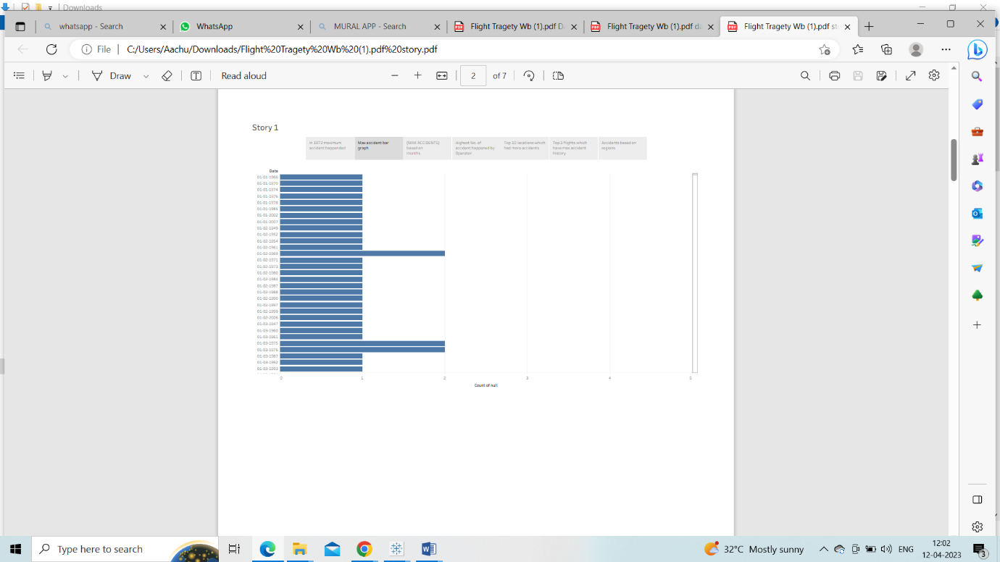 Downloads
whatsapp - Search
WhatsApp
MURAL APP - Search
Flight Tragety Wb (1).pdf D
Flight Tragety Wb (1).pdf da
Flight Tragety Wb (1).pdf st
File
C:/Users/Aachu/Downloads/Flight%20Tragety%20Wb%20(1).pdf%20story.pdf
Draw
Read aloud
2 of 7
Story 1
In 1972 maximum accident happended
Max accident bar graph
(MAX ACCIDENTS) based on months
Highest No. of accident happened by Operator
Top 10 locations which had more accidents
Top 3 flights which have max accident history
Accidents based on regions
Date
01-01-1966
01-01-1970
01-01-1974
01-01-1976
01-01-1978
01-01-1985
01-01-2002
01-01-2007
01-02-1949
01-02-1952
01-02-1954
01-02-1961
01-02-1969
01-02-1971
01-02-1973
01-02-1980
01-02-1984
01-02-1987
01-02-1988
01-02-1990
01-02-1997
01-02-1999
01-02-2006
01-03-1947
01-03-1960
01-03-1961
01-03-1975
01-03-1976
01-03-1987
01-03-1992
01-03-1993
0 1 2 3 4 5
Count of null
Type here to search
32°C Mostly sunny
ENG
12:02
12-04-2023
3